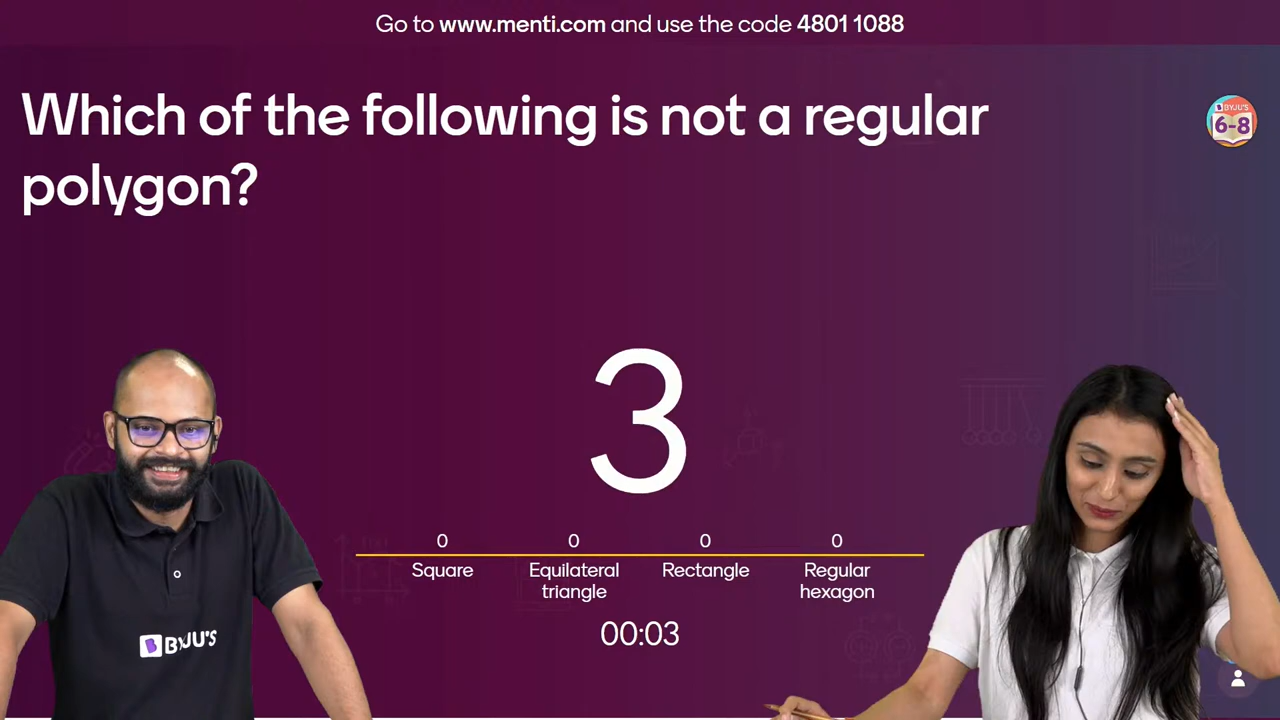 Go to www.menti.com and use the code 4801 1088
Which of the following is not a regular
polygon?
BYJU'S
6-8
3
0 0 0 0
Square Equilateral Rectangle Regular
triangle hexagon
00:03
BYJU'S